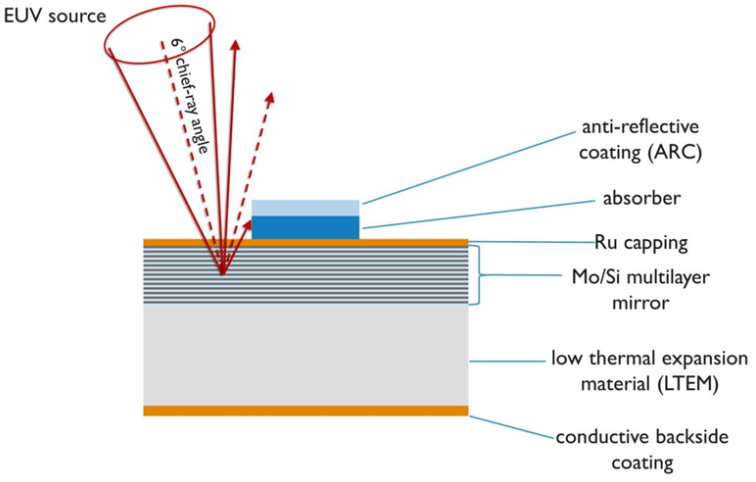 EUV source
6° chief-ray
angle
anti-reflective
coating (ARC)
absorber
Ru capping
Mo/Si multilayer
mirror
low thermal expansion
material (LTEM)
conductive backside
coating